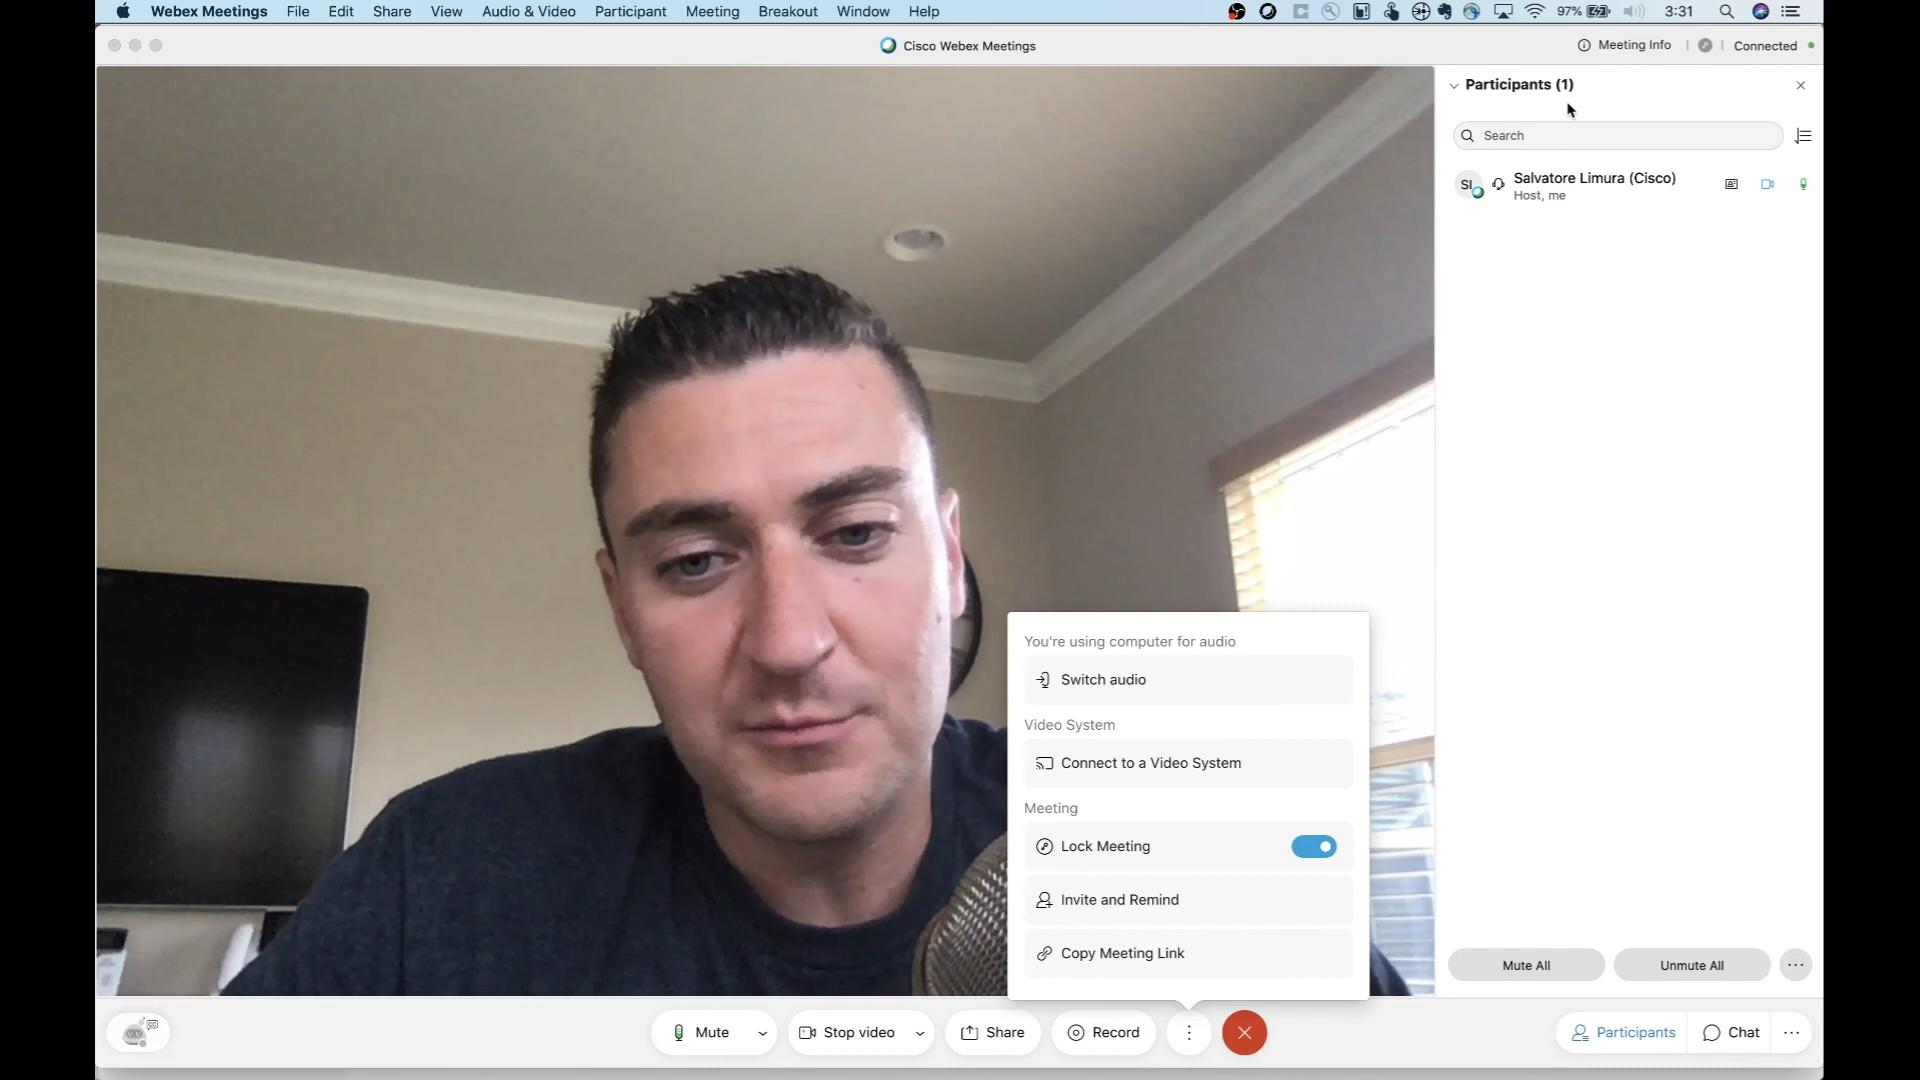 Webex Meetings File Edit Share View Audio & Video Participant Meeting Breakout Window Help 97% 3:31
Cisco Webex Meetings
Meeting Info Connected
Participants (1)
Search
SI Salvatore Limura (Cisco)
Host, me
You're using computer for audio
Switch audio
Video System
Connect to a Video System
Meeting
Lock Meeting
Invite and Remind
Copy Meeting Link
Mute All Unmute All
Mute Stop video Share Record Participants Chat